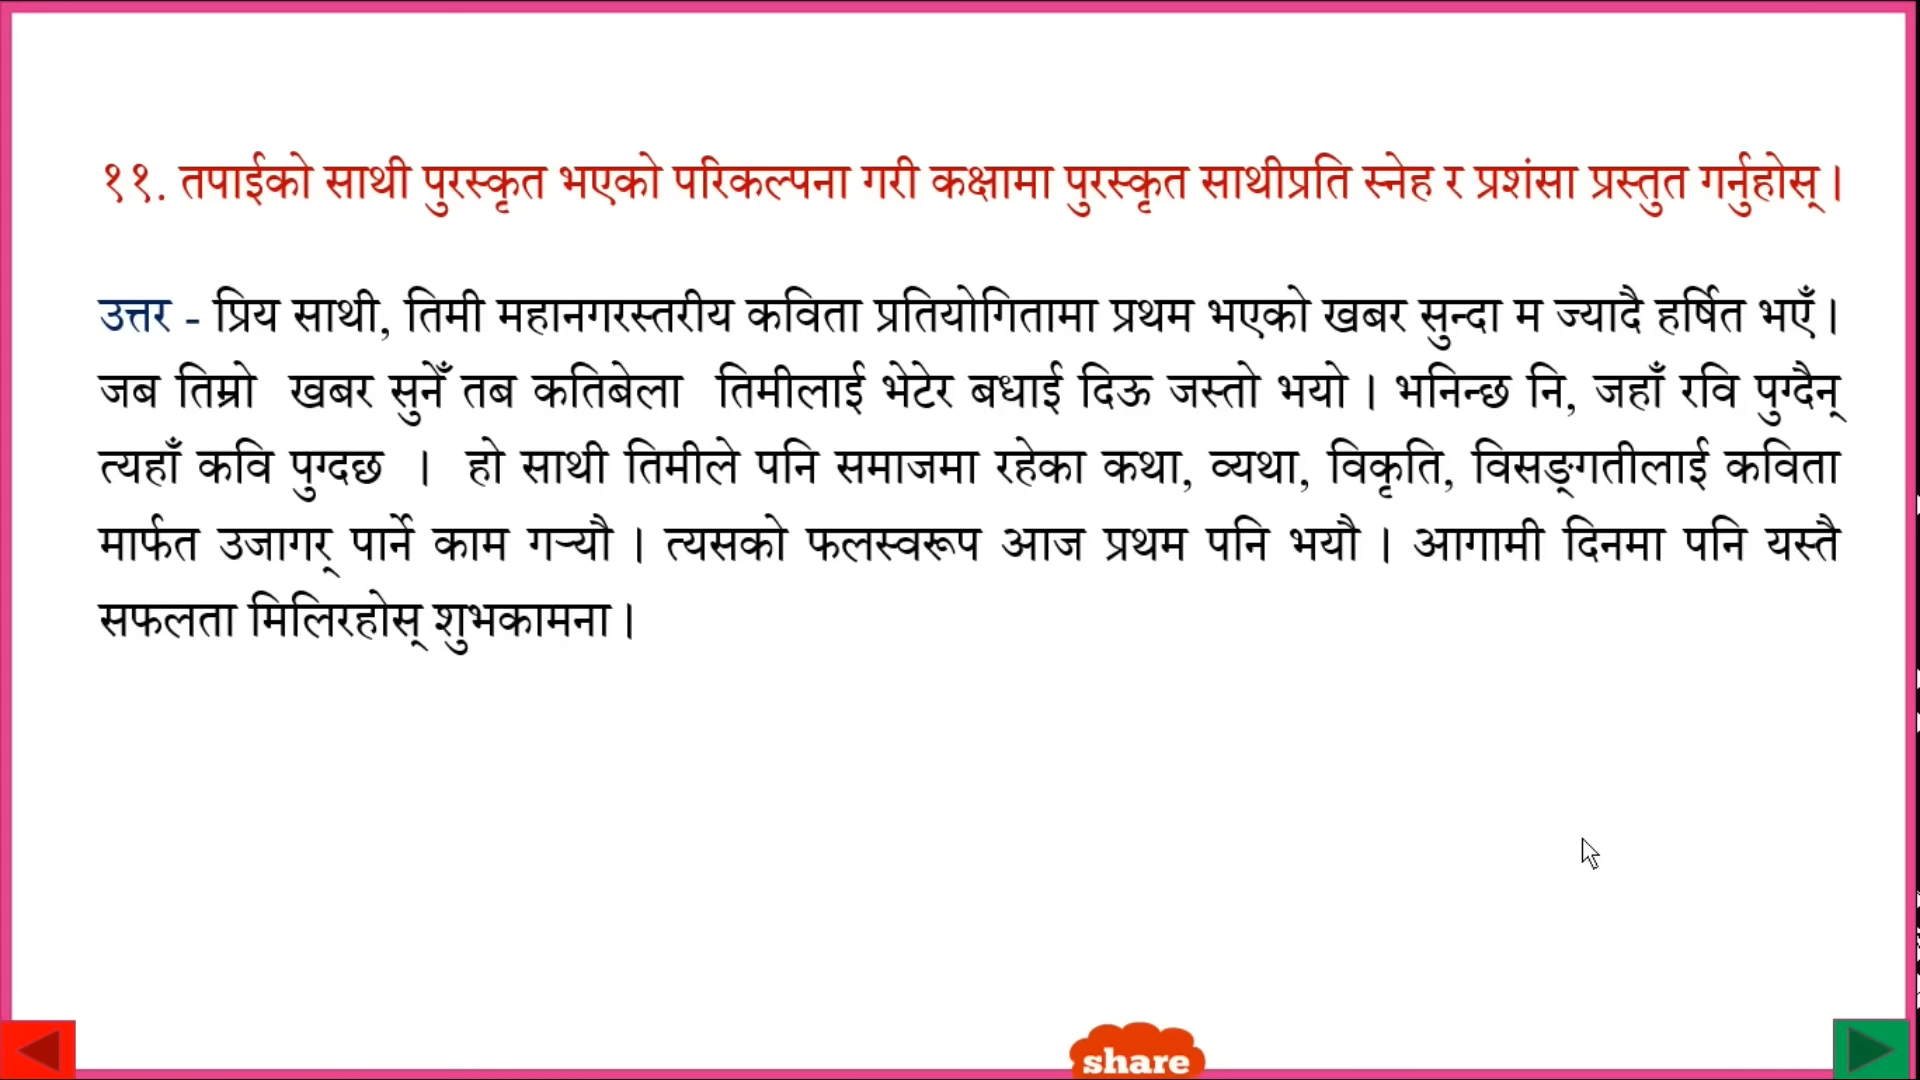 ११. तपाईको साथी पुरस्कृत भएको परिकल्पना गरी कक्षामा पुरस्कृत साथीप्रति स्नेह र प्रशंसा प्रस्तुत गर्नुहोस् ।
उत्तर - प्रिय साथी, तिमी महानगरस्तरीय कविता प्रतियोगितामा प्रथम भएको खबर सुन्दा म ज्यादै हर्षित भएँ ।
जब तिम्रो खबर सुनेँ तब कतिबेला तिमीलाई भेटेर बधाई दिऊ जस्तो भयो । भनिन्छ नि, जहाँ रवि पुग्दैन्
त्यहाँ कवि पुग्दछ । हो साथी तिमीले पनि समाजमा रहेका कथा, व्यथा, विकृति, विसङ्गतीलाई कविता
मार्फत उजागर् पार्ने काम गऱ्यौ । त्यसको फलस्वरूप आज प्रथम पनि भयौ । आगामी दिनमा पनि यस्तै
सफलता मिलिरहोस् शुभकामना ।
share